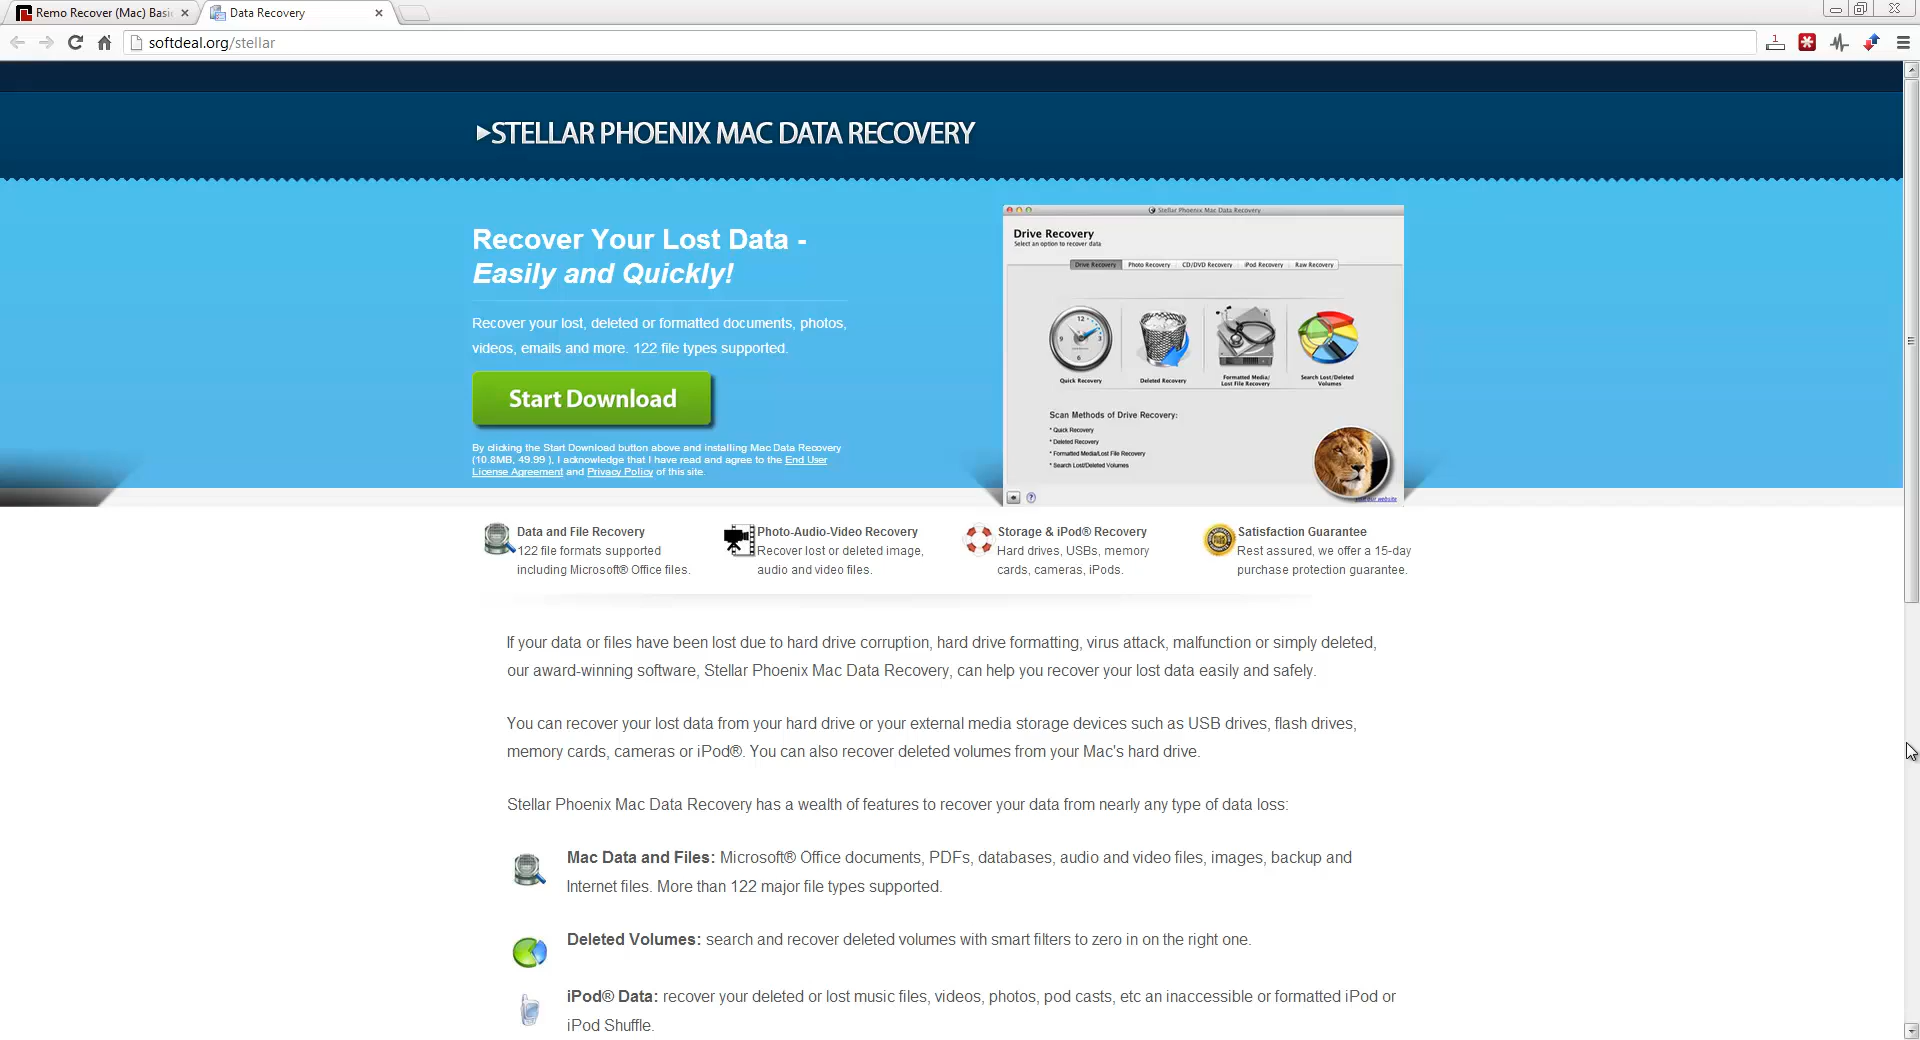 Remo Recover (Mac) Basi
Data Recovery
softdeal.org/stellar
1
STELLAR PHOENIX MAC DATA RECOVERY
Recover Your Lost Data -
Easily and Quickly!
Recover your lost, deleted or formatted documents, photos,
videos, emails and more. 122 file types supported.
Start Download
By clicking the Start Download button above and installing Mac Data Recovery
(10.8MB, 49.99 ), I acknowledge that I have read and agree to the End User
License Agreement and Privacy Policy of this site.
Stellar Phoenix Mac Data Recovery
Drive Recovery
Select an option to recover data
Drive Recovery Photo Recovery CD/DVD Recovery iPod Recovery Raw Recovery
Quick Recovery
Deleted Recovery
Formatted Media/
Lost File Recovery
Search Lost/Deleted
Volumes
Scan Methods of Drive Recovery:
* Quick Recovery
* Deleted Recovery
* Formatted Media/Lost File Recovery
* Search Lost/Deleted Volumes
our website
Data and File Recovery
122 file formats supported
including Microsoft® Office files.
Photo-Audio-Video Recovery
Recover lost or deleted image,
audio and video files.
Storage & iPod® Recovery
Hard drives, USBs, memory
cards, cameras, iPods.
Satisfaction Guarantee
Rest assured, we offer a 15-day
purchase protection guarantee.
If your data or files have been lost due to hard drive corruption, hard drive formatting, virus attack, malfunction or simply deleted,
our award-winning software, Stellar Phoenix Mac Data Recovery, can help you recover your lost data easily and safely.
You can recover your lost data from your hard drive or your external media storage devices such as USB drives, flash drives,
memory cards, cameras or iPod®. You can also recover deleted volumes from your Mac's hard drive.
Stellar Phoenix Mac Data Recovery has a wealth of features to recover your data from nearly any type of data loss:
Mac Data and Files: Microsoft® Office documents, PDFs, databases, audio and video files, images, backup and
Internet files. More than 122 major file types supported.
Deleted Volumes: search and recover deleted volumes with smart filters to zero in on the right one.
iPod® Data: recover your deleted or lost music files, videos, photos, pod casts, etc an inaccessible or formatted iPod or
iPod Shuffle.